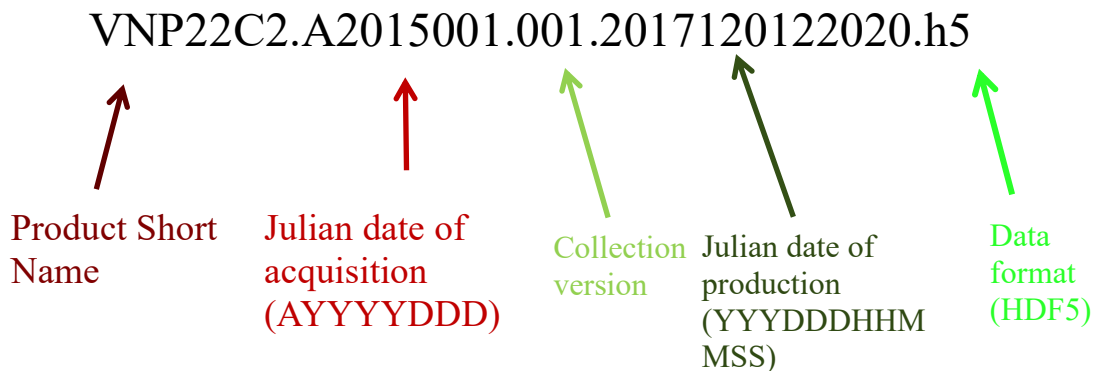 VNP22C2.A2015001.001.2017120122020.h5
Product Short
Name
Julian date of
acquisition
(AYYYYDDD)
Collection
version
Julian date of
production
(YYYDDDHHM
MSS)
Data
format
(HDF5)